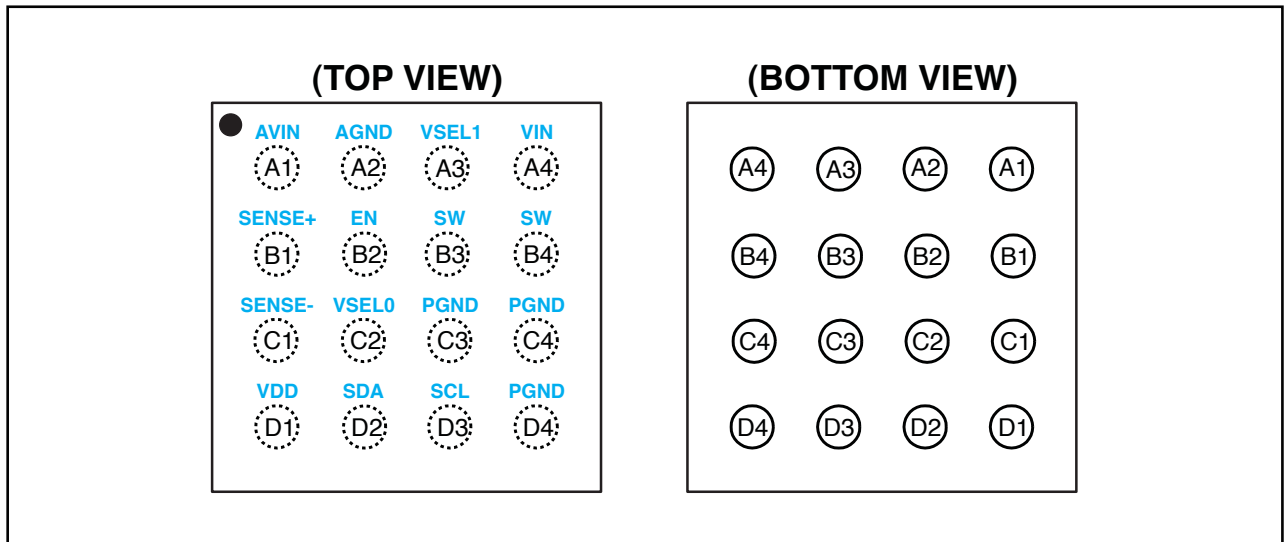 (TOP VIEW) (BOTTOM VIEW)
AVIN AGND VSEL1 VIN
A1 A2 A3 A4 A4 A3 A2 A1
SENSE+ EN SW SW
B1 B2 B3 B4 B4 B3 B2 B1
SENSE- VSEL0 PGND PGND
C1 C2 C3 C4 C4 C3 C2 C1
VDD SDA SCL PGND
D1 D2 D3 D4 D4 D3 D2 D1